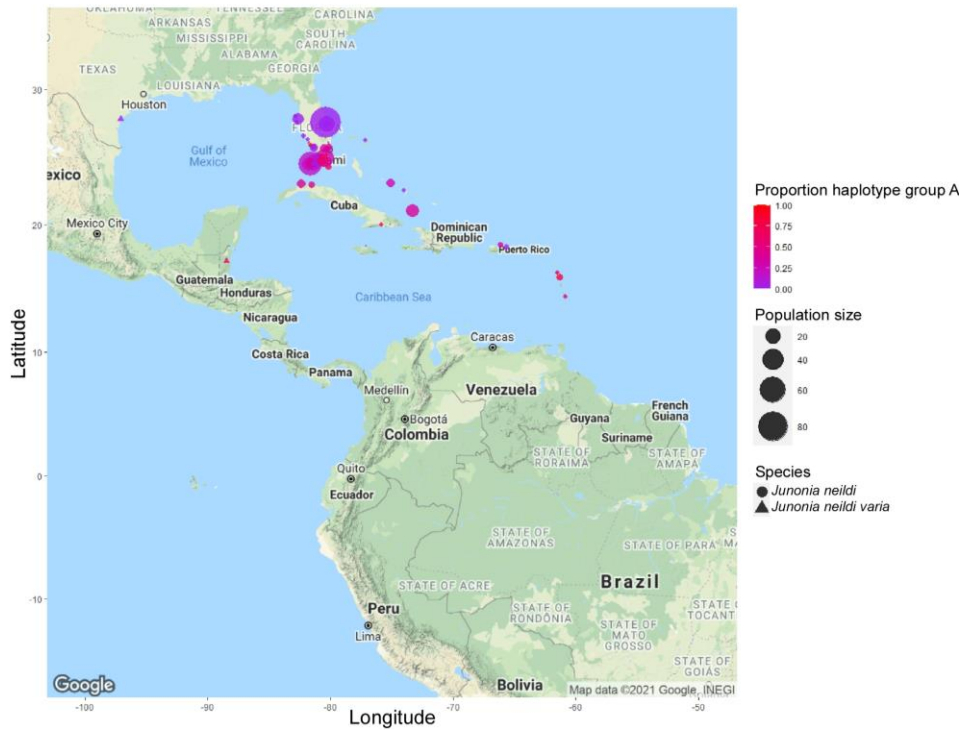 OKLAHOMA
CAROLINA
ARKANSAS
MISSISSIPPI
SOUTH
CAROLINA
ALABAMA
TEXAS
GEORGIA
LOUISIANA
Houston
Gulf of
Mexico
Cuba
Mexico City
Dominican
Republic
Puerto Rico
Guatemala
Honduras
Caribbean Sea
Nicaragua
Caracas
Costa Rica
Panama
Venezuela
Medellín
Bogotá
Colombia
Guyana
French
Guiana
Suriname
STATE OF
RORAIMA
STATE OF
AMAPÁ
Quito
Ecuador
STATE OF
AMAZONAS
STATE OF PARÁ
STATE OF ACRE
Brazil
Peru
STATE OF
RONDÔNIA
STATE OF
MATO
GROSSO
Lima
STATE OF
GOIÁS
Bolivia
Google
Map data ©2021 Google, INEGI
30
20
10
0
-10
-100
-90
-80
-70
-60
-50
Latitude
Longitude
Proportion haplotype group A
1.00
0.75
0.50
0.25
0.00
Population size
20
40
60
80
Species
Junonia neildi
Junonia neildi varia